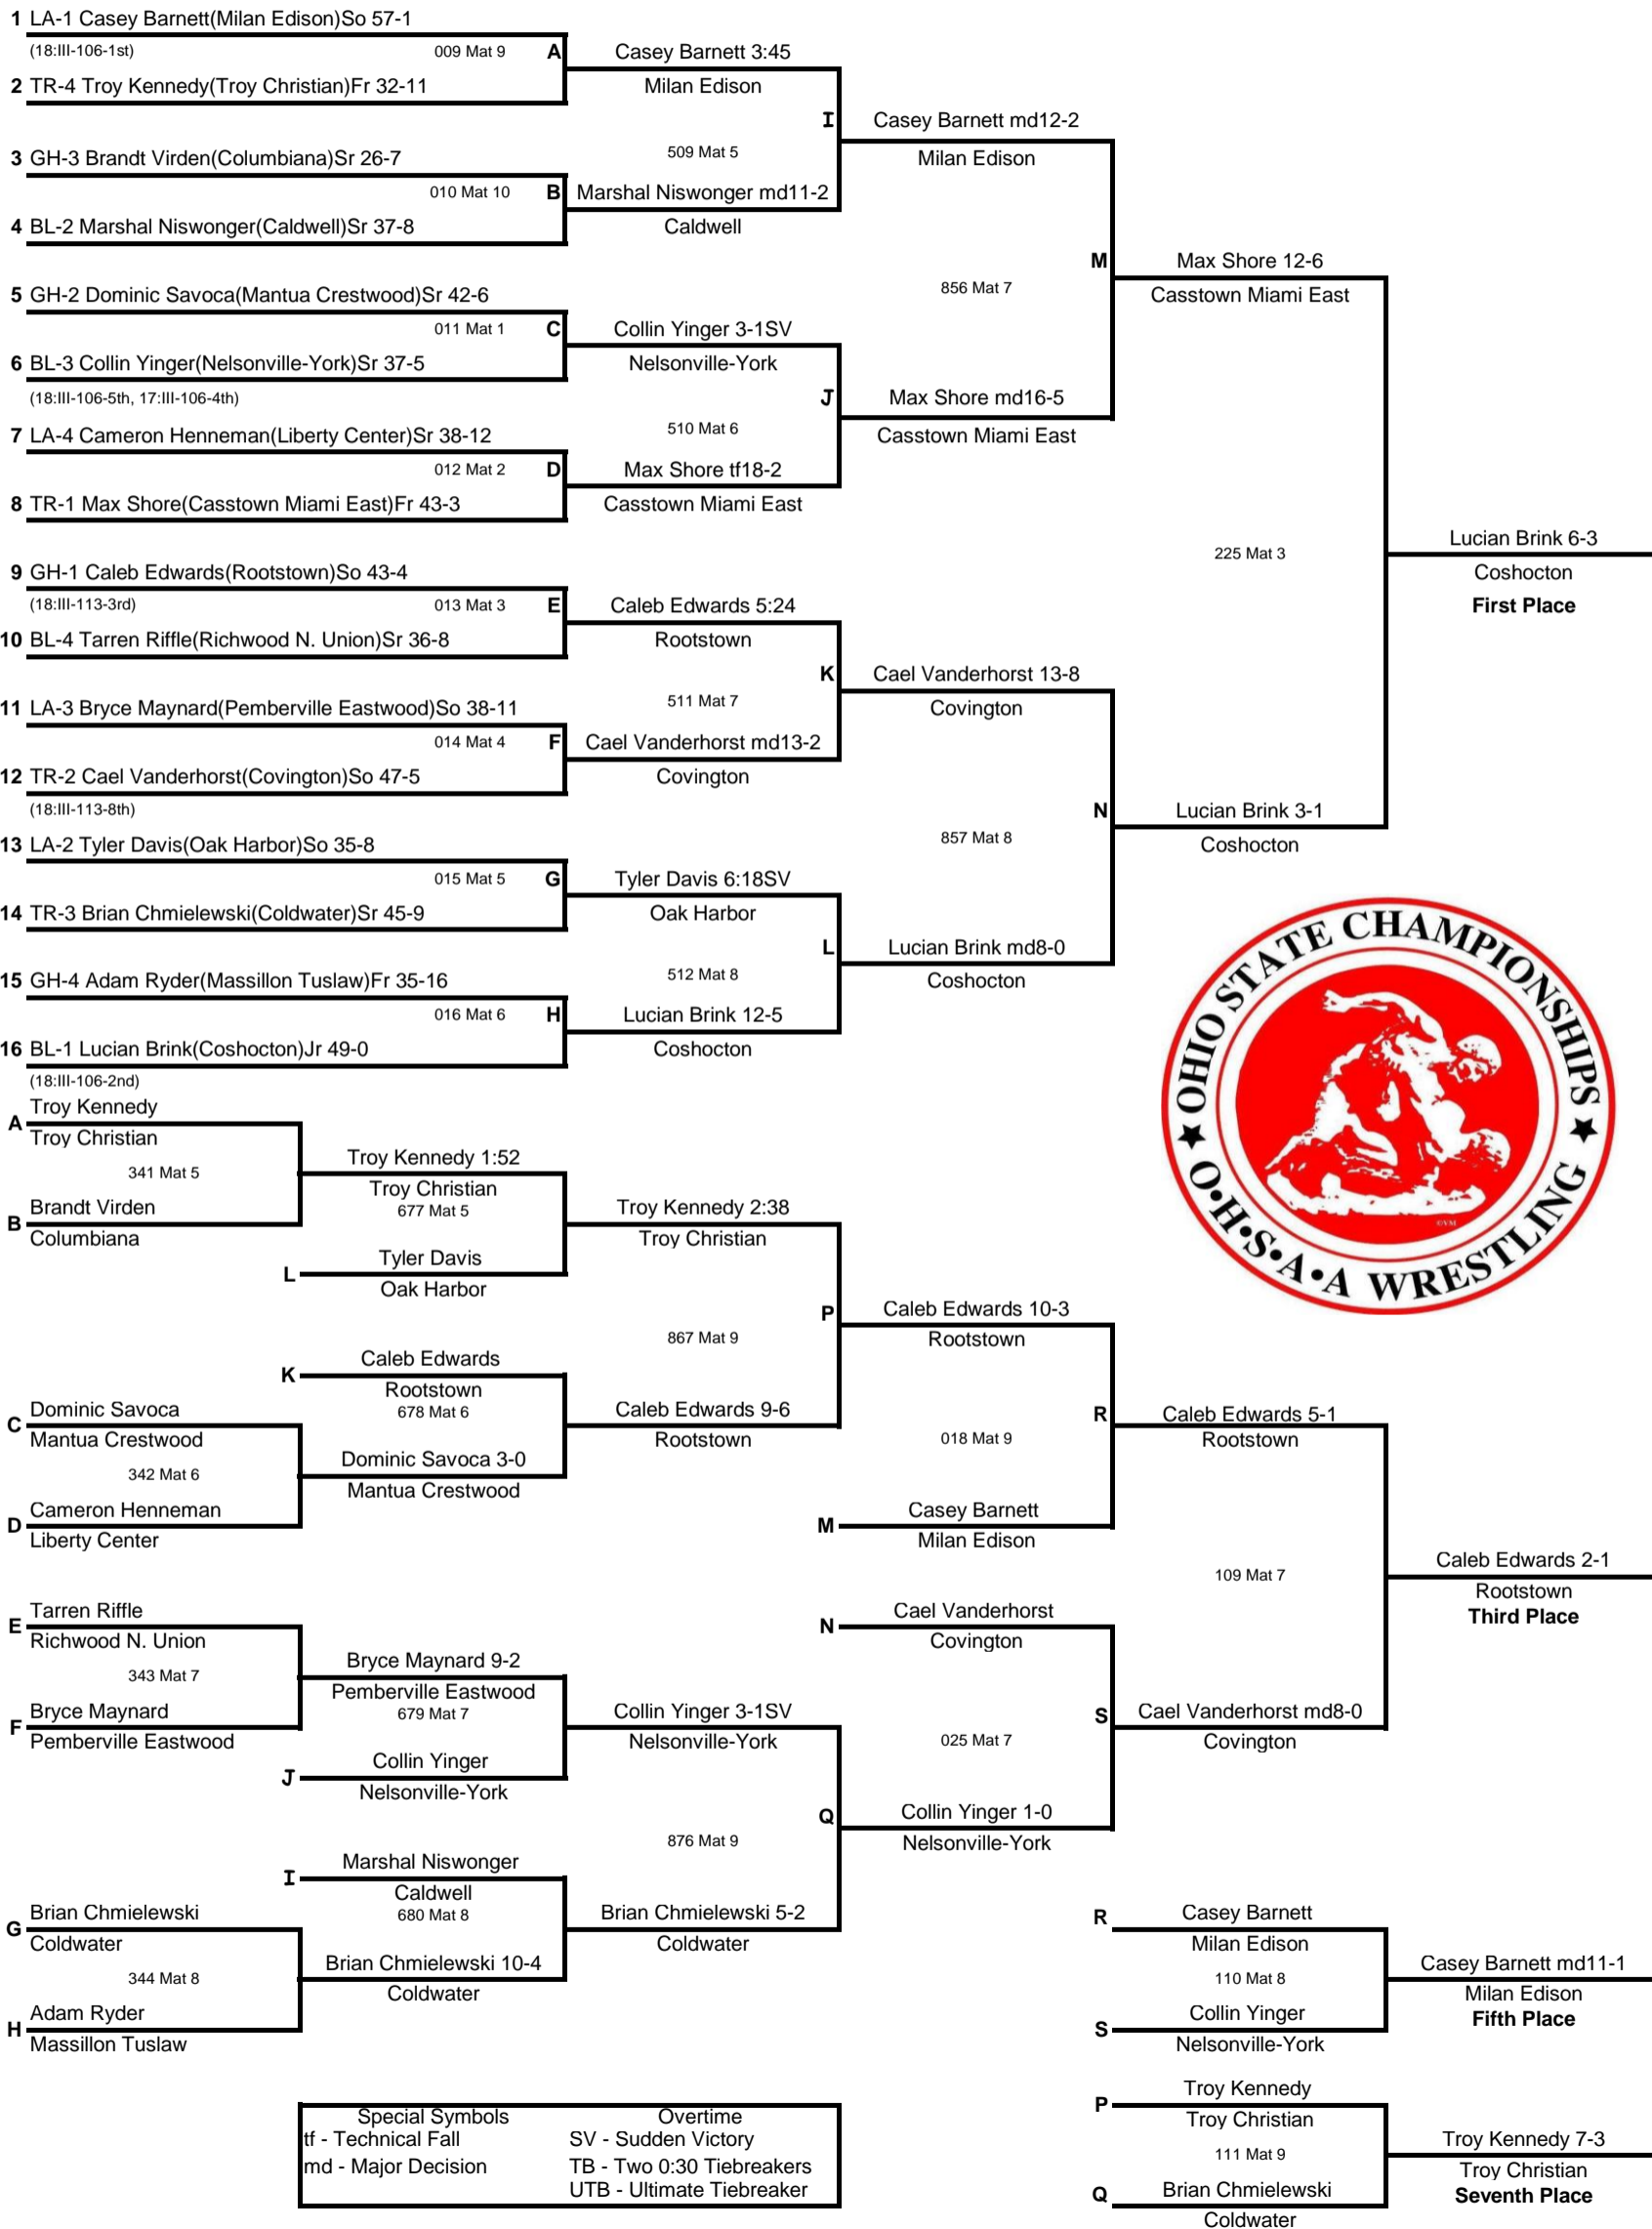 1 LA-1 Casey Barnett(Milan Edison)So 57-1
(18:III-106-1st) 009 Mat 9 A Casey Barnett 3:45
2 TR-4 Troy Kennedy(Troy Christian)Fr 32-11 Milan Edison
I Casey Barnett md12-2
3 GH-3 Brandt Virden(Columbiana)Sr 26-7 509 Mat 5 Milan Edison
010 Mat 10 B Marshal Niswonger md11-2
4 BL-2 Marshal Niswonger(Caldwell)Sr 37-8 Caldwell
M Max Shore 12-6
5 GH-2 Dominic Savoca(Mantua Crestwood)Sr 42-6 856 Mat 7 Casstown Miami East
011 Mat 1 C Collin Yinger 3-1SV
6 BL-3 Collin Yinger(Nelsonville-York)Sr 37-5 Nelsonville-York
(18:III-106-5th, 17:III-106-4th) J Max Shore md16-5
7 LA-4 Cameron Henneman(Liberty Center)Sr 38-12 510 Mat 6 Casstown Miami East
012 Mat 2 D Max Shore tf18-2
8 TR-1 Max Shore(Casstown Miami East)Fr 43-3 Casstown Miami East
225 Mat 3 Lucian Brink 6-3
9 GH-1 Caleb Edwards(Rootstown)So 43-4 Coshocton
(18:III-113-3rd) 013 Mat 3 E Caleb Edwards 5:24 First Place
10 BL-4 Tarren Riffle(Richwood N. Union)Sr 36-8 Rootstown
K Cael Vanderhorst 13-8
11 LA-3 Bryce Maynard(Pemberville Eastwood)So 38-11 511 Mat 7 Covington
014 Mat 4 F Cael Vanderhorst md13-2
12 TR-2 Cael Vanderhorst(Covington)So 47-5 Covington
(18:III-113-8th) N Lucian Brink 3-1
13 LA-2 Tyler Davis(Oak Harbor)So 35-8 857 Mat 8 Coshocton
015 Mat 5 G Tyler Davis 6:18SV
14 TR-3 Brian Chmielewski(Coldwater)Sr 45-9 Oak Harbor
L Lucian Brink md8-0
15 GH-4 Adam Ryder(Massillon Tuslaw)Fr 35-16 512 Mat 8 Coshocton
016 Mat 6 H Lucian Brink 12-5
16 BL-1 Lucian Brink(Coshocton)Jr 49-0 Coshocton
(18:III-106-2nd)
OHIO STATE CHAMPIONSHIPS
O•H•S•A•A WRESTLING
©VM
A Troy Kennedy
Troy Christian Troy Kennedy 1:52
341 Mat 5 Troy Christian
B Brandt Virden 677 Mat 5 Troy Kennedy 2:38
Columbiana Troy Christian
L Tyler Davis
Oak Harbor
P Caleb Edwards 10-3
867 Mat 9 Rootstown
K Caleb Edwards
Rootstown
C Dominic Savoca 678 Mat 6 Caleb Edwards 9-6 R Caleb Edwards 5-1
Mantua Crestwood Rootstown 018 Mat 9 Rootstown
342 Mat 6 Dominic Savoca 3-0
Mantua Crestwood
D Cameron Henneman M Casey Barnett
Liberty Center Milan Edison
109 Mat 7 Caleb Edwards 2-1
Rootstown
Third Place
E Tarren Riffle N Cael Vanderhorst
Richwood N. Union Covington
343 Mat 7 Bryce Maynard 9-2
Pemberville Eastwood
F Bryce Maynard 679 Mat 7 Collin Yinger 3-1SV S Cael Vanderhorst md8-0
Pemberville Eastwood Nelsonville-York 025 Mat 7 Covington
J Collin Yinger
Nelsonville-York
Q Collin Yinger 1-0
876 Mat 9 Nelsonville-York
I Marshal Niswonger
Caldwell
G Brian Chmielewski 680 Mat 8 Brian Chmielewski 5-2 R Casey Barnett
Coldwater Coldwater Milan Edison
344 Mat 8 Brian Chmielewski 10-4 110 Mat 8 Casey Barnett md11-1
Coldwater Milan Edison
H Adam Ryder S Collin Yinger Fifth Place
Massillon Tuslaw Nelsonville-York
P Troy Kennedy
Special Symbols Overtime Troy Christian
tf - Technical Fall SV - Sudden Victory 111 Mat 9 Troy Kennedy 7-3
md - Major Decision TB - Two 0:30 Tiebreakers Troy Christian
UTB - Ultimate Tiebreaker Q Brian Chmielewski Seventh Place
Coldwater